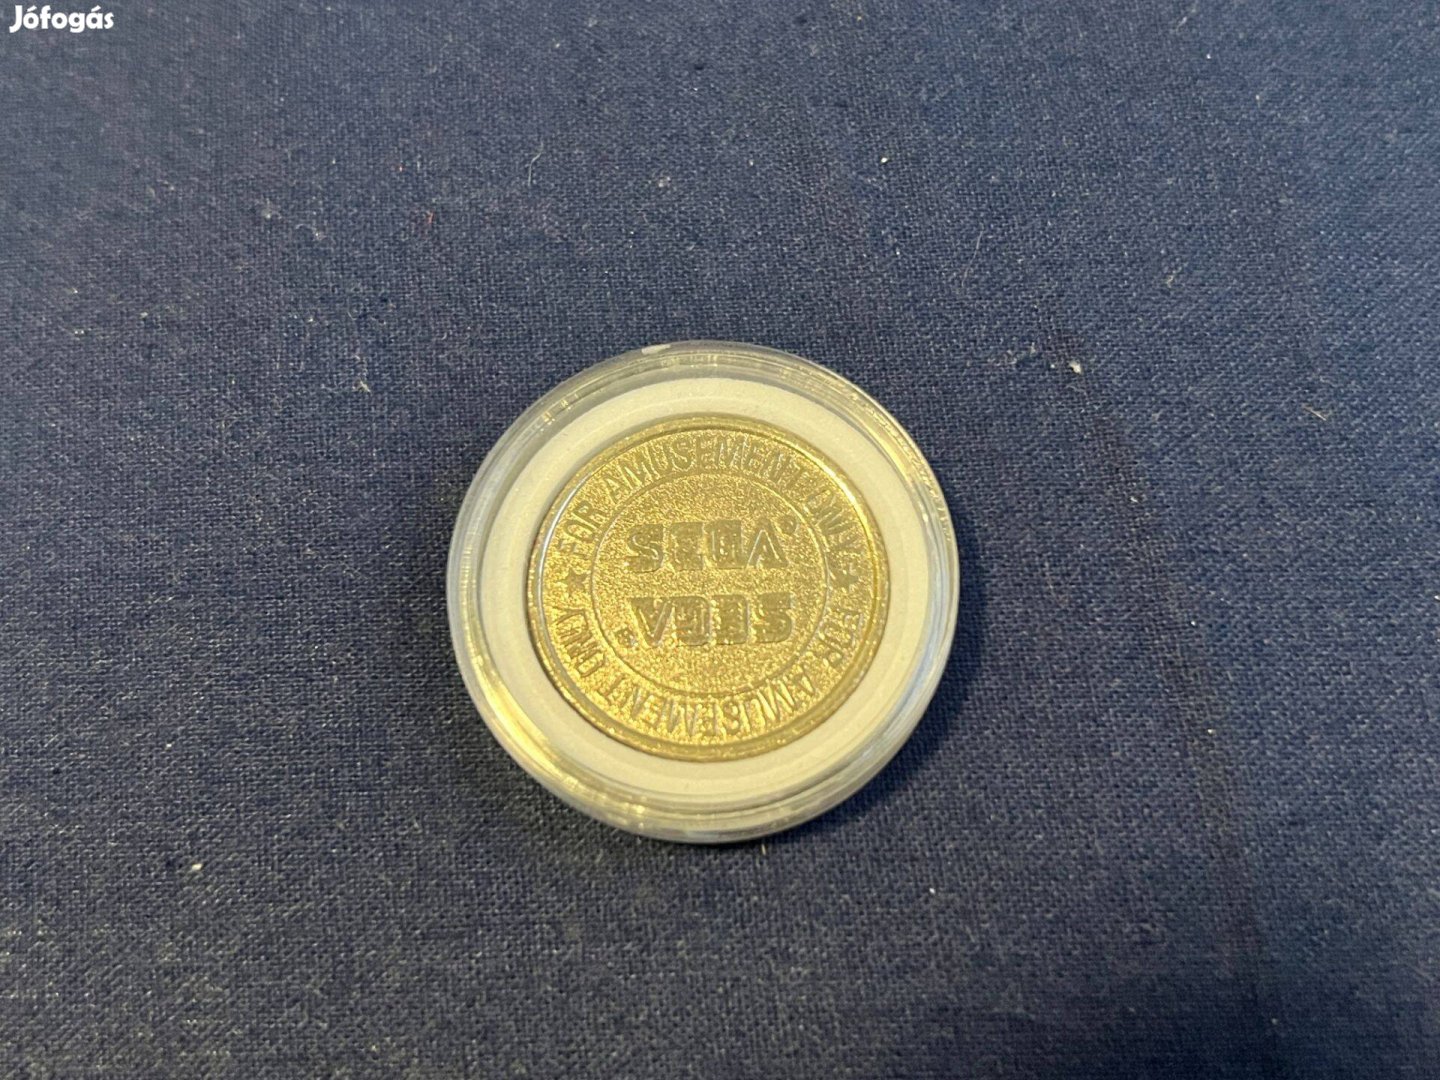 Jófogás
★ FOR AMUSEMENT ONLY ★ FOR AMUSEMENT ONLY
SEGA®
SEGA®